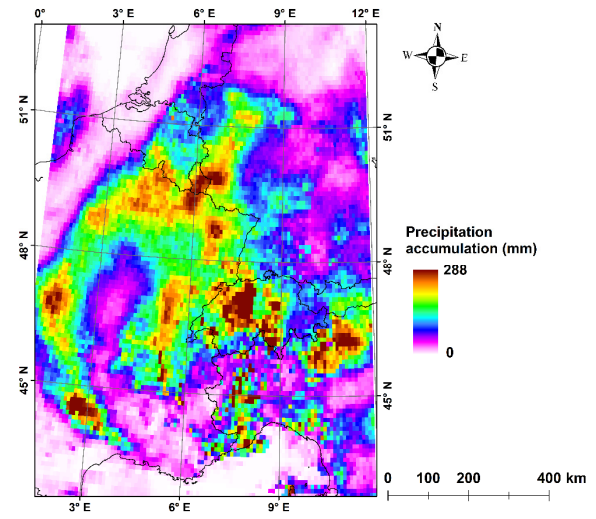 0° 3° E 6° E 9° E 12° E
N
W E
S
51° N 51° N
48° N 48° N
Precipitation
accumulation (mm)
288
0
45° N 45° N
0 100 200 400 km
3° E 6° E 9° E